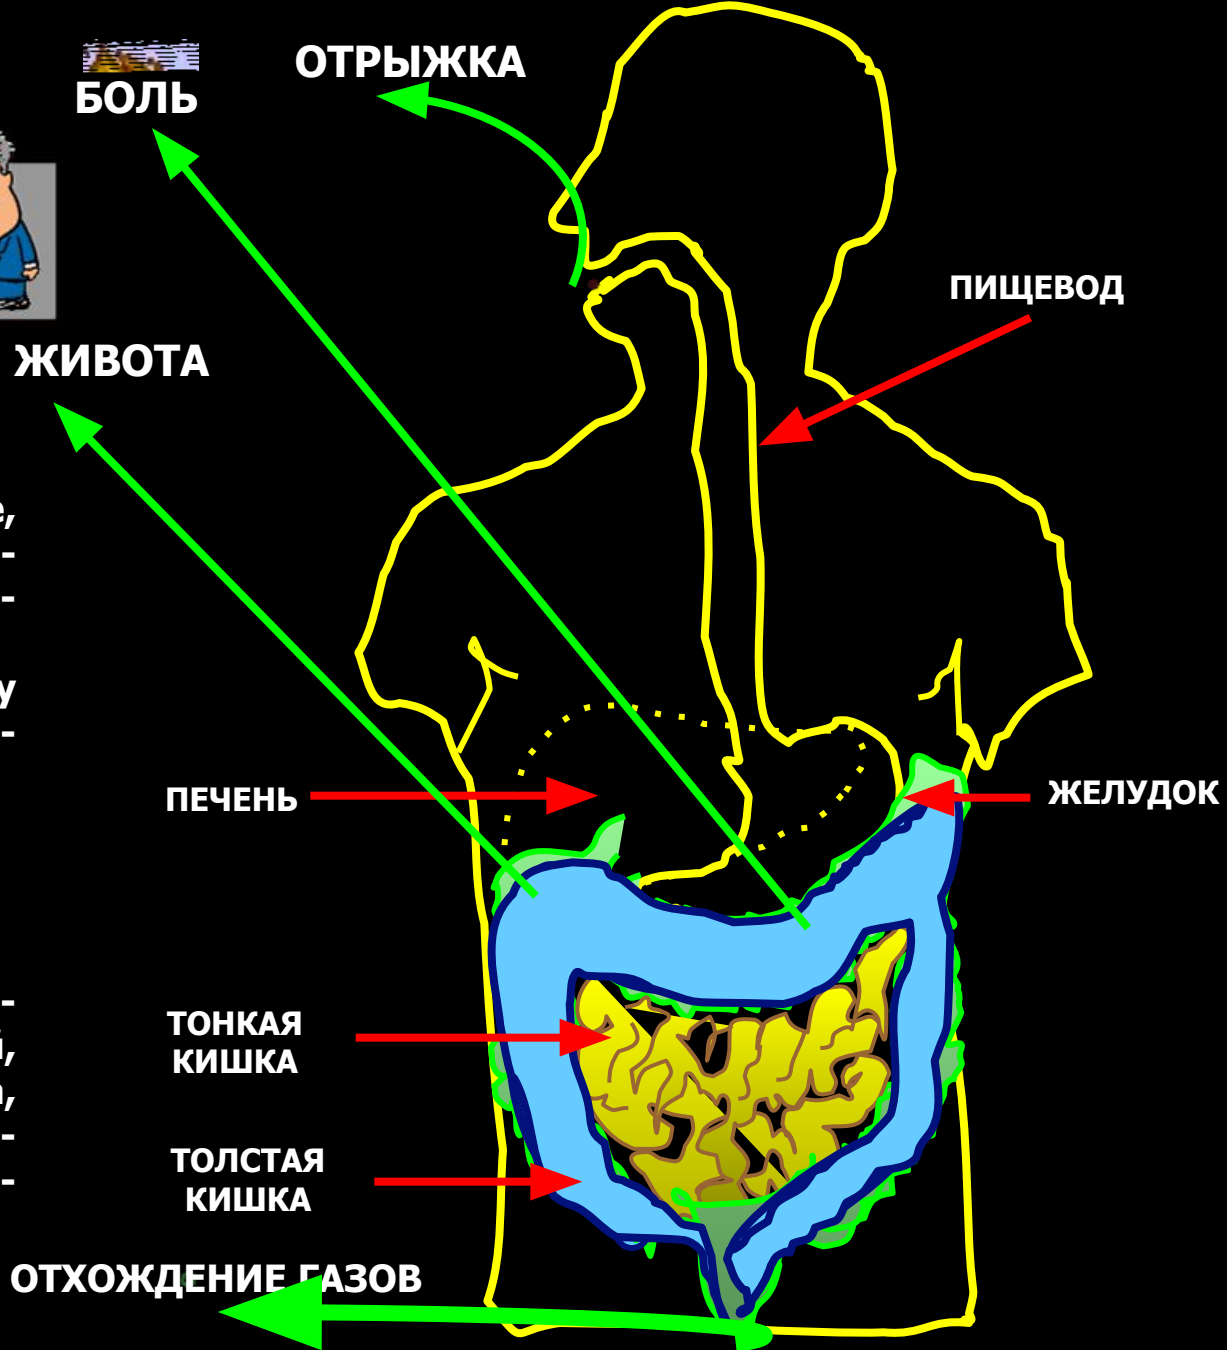 ОТРЫЖКА
БОЛЬ
ПИЩЕВОД
ЖИВОТА
ПЕЧЕНЬ
ЖЕЛУДОК
ТОНКАЯ
КИШКА
ТОЛСТАЯ
КИШКА
ОТХОЖДЕНИЕ ГАЗОВ